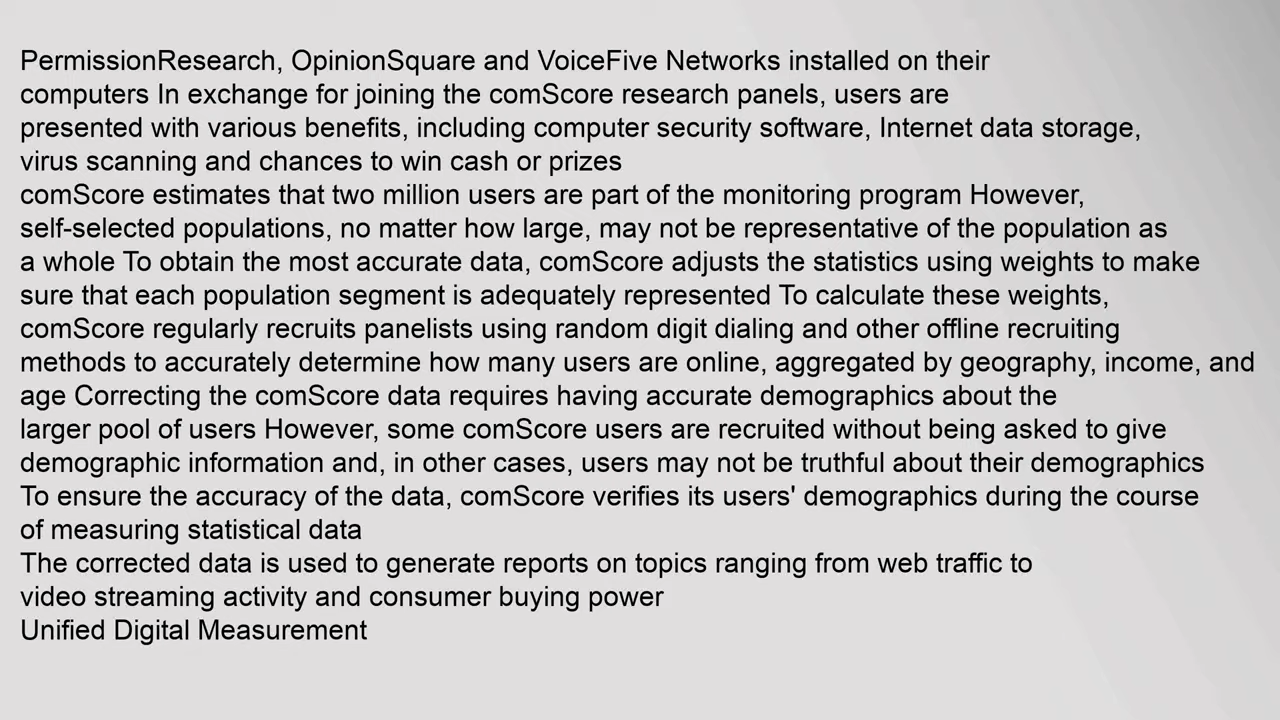 PermissionResearch, OpinionSquare and VoiceFive Networks installed on their
computers In exchange for joining the comScore research panels, users are
presented with various benefits, including computer security software, Internet data storage,
virus scanning and chances to win cash or prizes
comScore estimates that two million users are part of the monitoring program However,
self-selected populations, no matter how large, may not be representative of the population as
a whole To obtain the most accurate data, comScore adjusts the statistics using weights to make
sure that each population segment is adequately represented To calculate these weights,
comScore regularly recruits panelists using random digit dialing and other offline recruiting
methods to accurately determine how many users are online, aggregated by geography, income, and
age Correcting the comScore data requires having accurate demographics about the
larger pool of users However, some comScore users are recruited without being asked to give
demographic information and, in other cases, users may not be truthful about their demographics
To ensure the accuracy of the data, comScore verifies its users' demographics during the course
of measuring statistical data
The corrected data is used to generate reports on topics ranging from web traffic to
video streaming activity and consumer buying power
Unified Digital Measurement